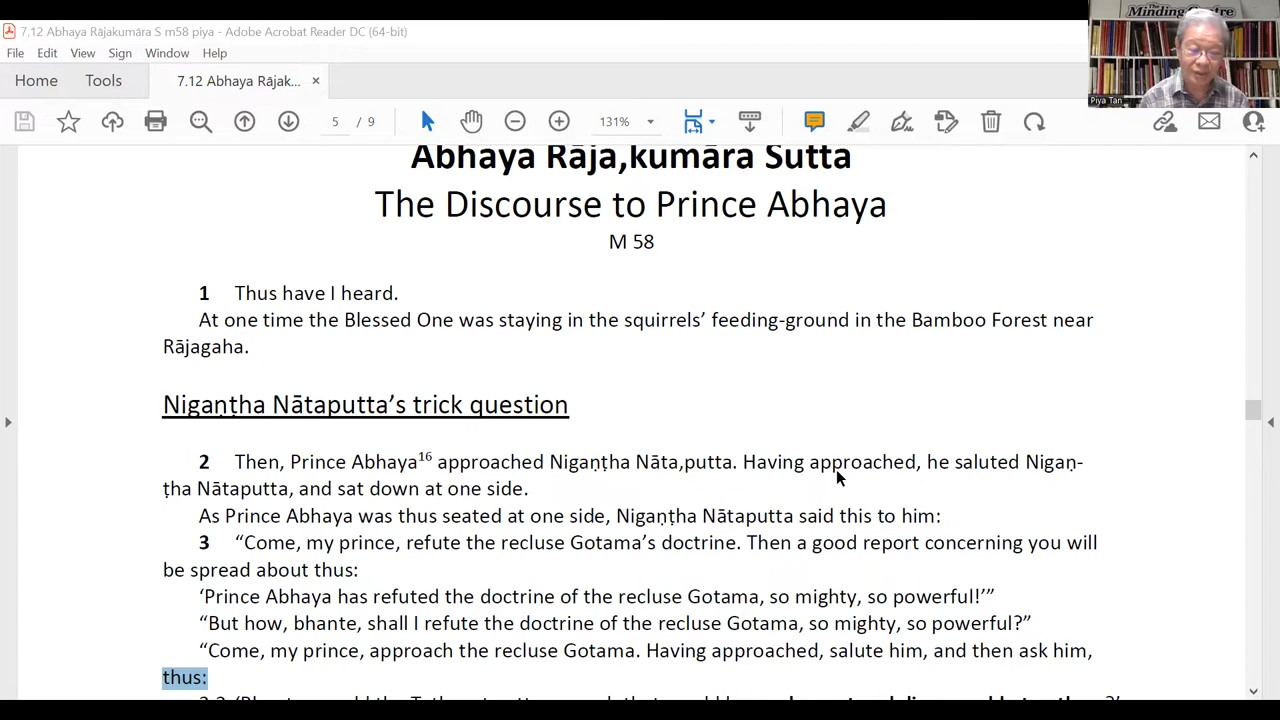 7.12 Abhaya Rājakumāra S m58 piya - Adobe Acrobat Reader DC (64-bit)
File Edit View Sign Window Help
Home Tools 7.12 Abhaya Rājak... ×
5 / 9 131%
The Minding Centre
Piya Tan
Abhaya Rāja,kumāra Sutta
The Discourse to Prince Abhaya
M 58
1 Thus have I heard.
At one time the Blessed One was staying in the squirrels’ feeding-ground in the Bamboo Forest near
Rājagaha.
Nigaṇṭha Nātaputta’s trick question
2 Then, Prince Abhaya16 approached Nigaṇṭha Nāta,putta. Having approached, he saluted Nigaṇ-
ṭha Nātaputta, and sat down at one side.
As Prince Abhaya was thus seated at one side, Nigaṇṭha Nātaputta said this to him:
3 “Come, my prince, refute the recluse Gotama’s doctrine. Then a good report concerning you will
be spread about thus:
‘Prince Abhaya has refuted the doctrine of the recluse Gotama, so mighty, so powerful!’”
“But how, bhante, shall I refute the doctrine of the recluse Gotama, so mighty, so powerful?”
“Come, my prince, approach the recluse Gotama. Having approached, salute him, and then ask him,
thus: